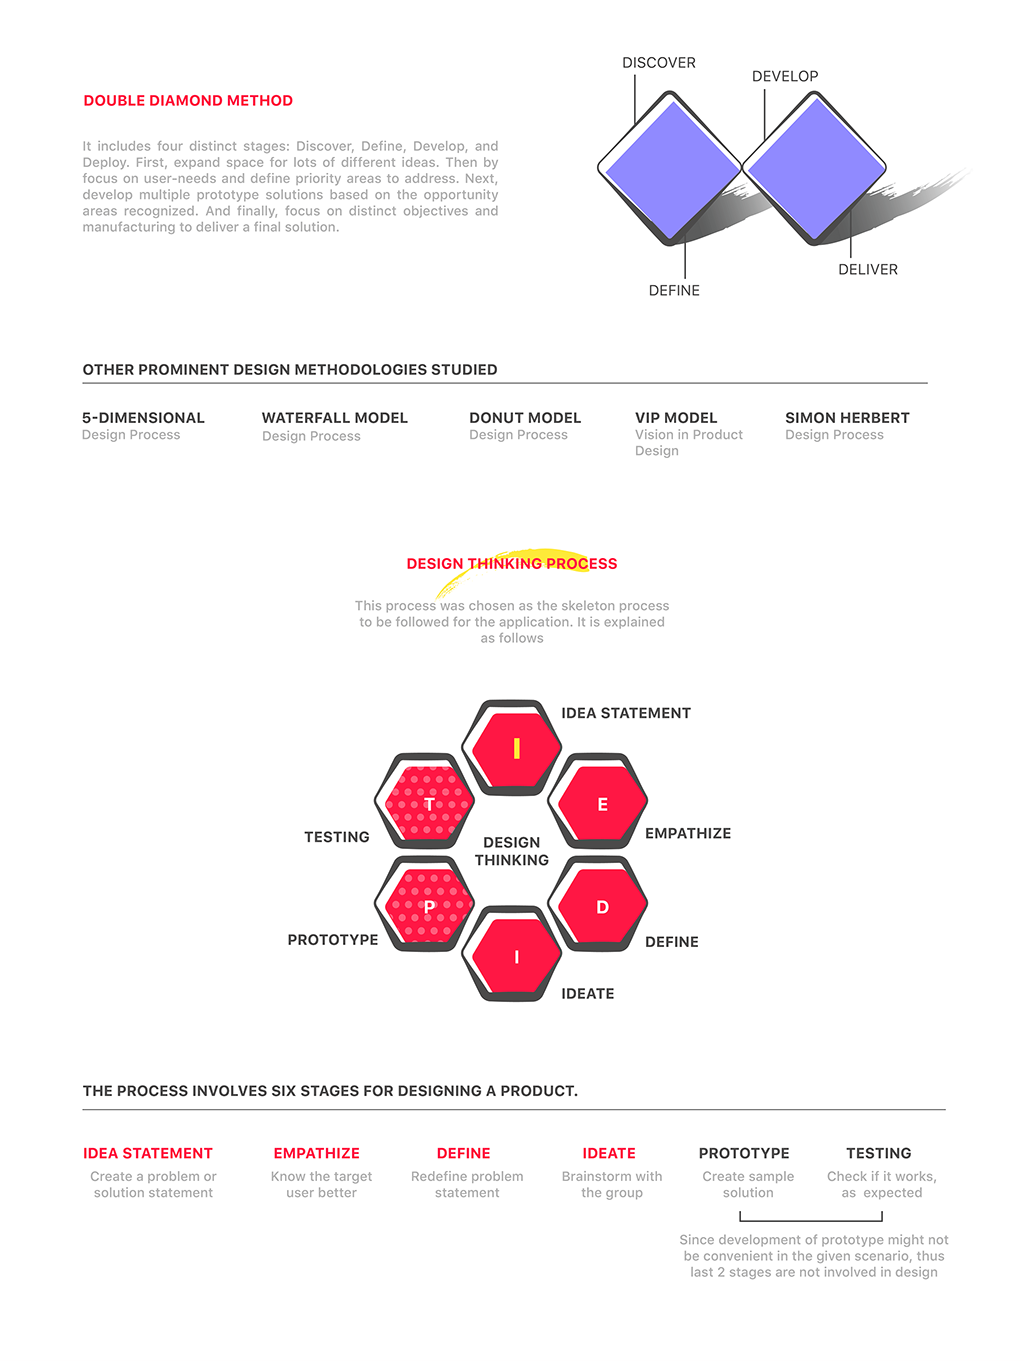 DOUBLE DIAMOND METHOD
It includes four distinct stages: Discover, Define, Develop, and
Deploy. First, expand space for lots of different ideas. Then by
focus on user-needs and define priority areas to address. Next,
develop multiple prototype solutions based on the opportunity
areas recognized. And finally, focus on distinct objectives and
manufacturing to deliver a final solution.
DISCOVER
DEVELOP
DELIVER
DEFINE
OTHER PROMINENT DESIGN METHODOLOGIES STUDIED
5-DIMENSIONAL
Design Process
WATERFALL MODEL
Design Process
DONUT MODEL
Design Process
VIP MODEL
Vision in Product
Design
SIMON HERBERT
Design Process
DESIGN THINKING PROCESS
This process was chosen as the skeleton process
to be followed for the application. It is explained
as follows
IDEA STATEMENT
I
T
E
TESTING
EMPATHIZE
DESIGN
THINKING
P
D
PROTOTYPE
DEFINE
I
IDEATE
THE PROCESS INVOLVES SIX STAGES FOR DESIGNING A PRODUCT.
IDEA STATEMENT
Create a problem or
solution statement
EMPATHIZE
Know the target
user better
DEFINE
Redefine problem
statement
IDEATE
Brainstorm with
the group
PROTOTYPE
Create sample
solution
TESTING
Check if it works,
as expected
Since development of prototype might not
be convenient in the given scenario, thus
last 2 stages are not involved in design